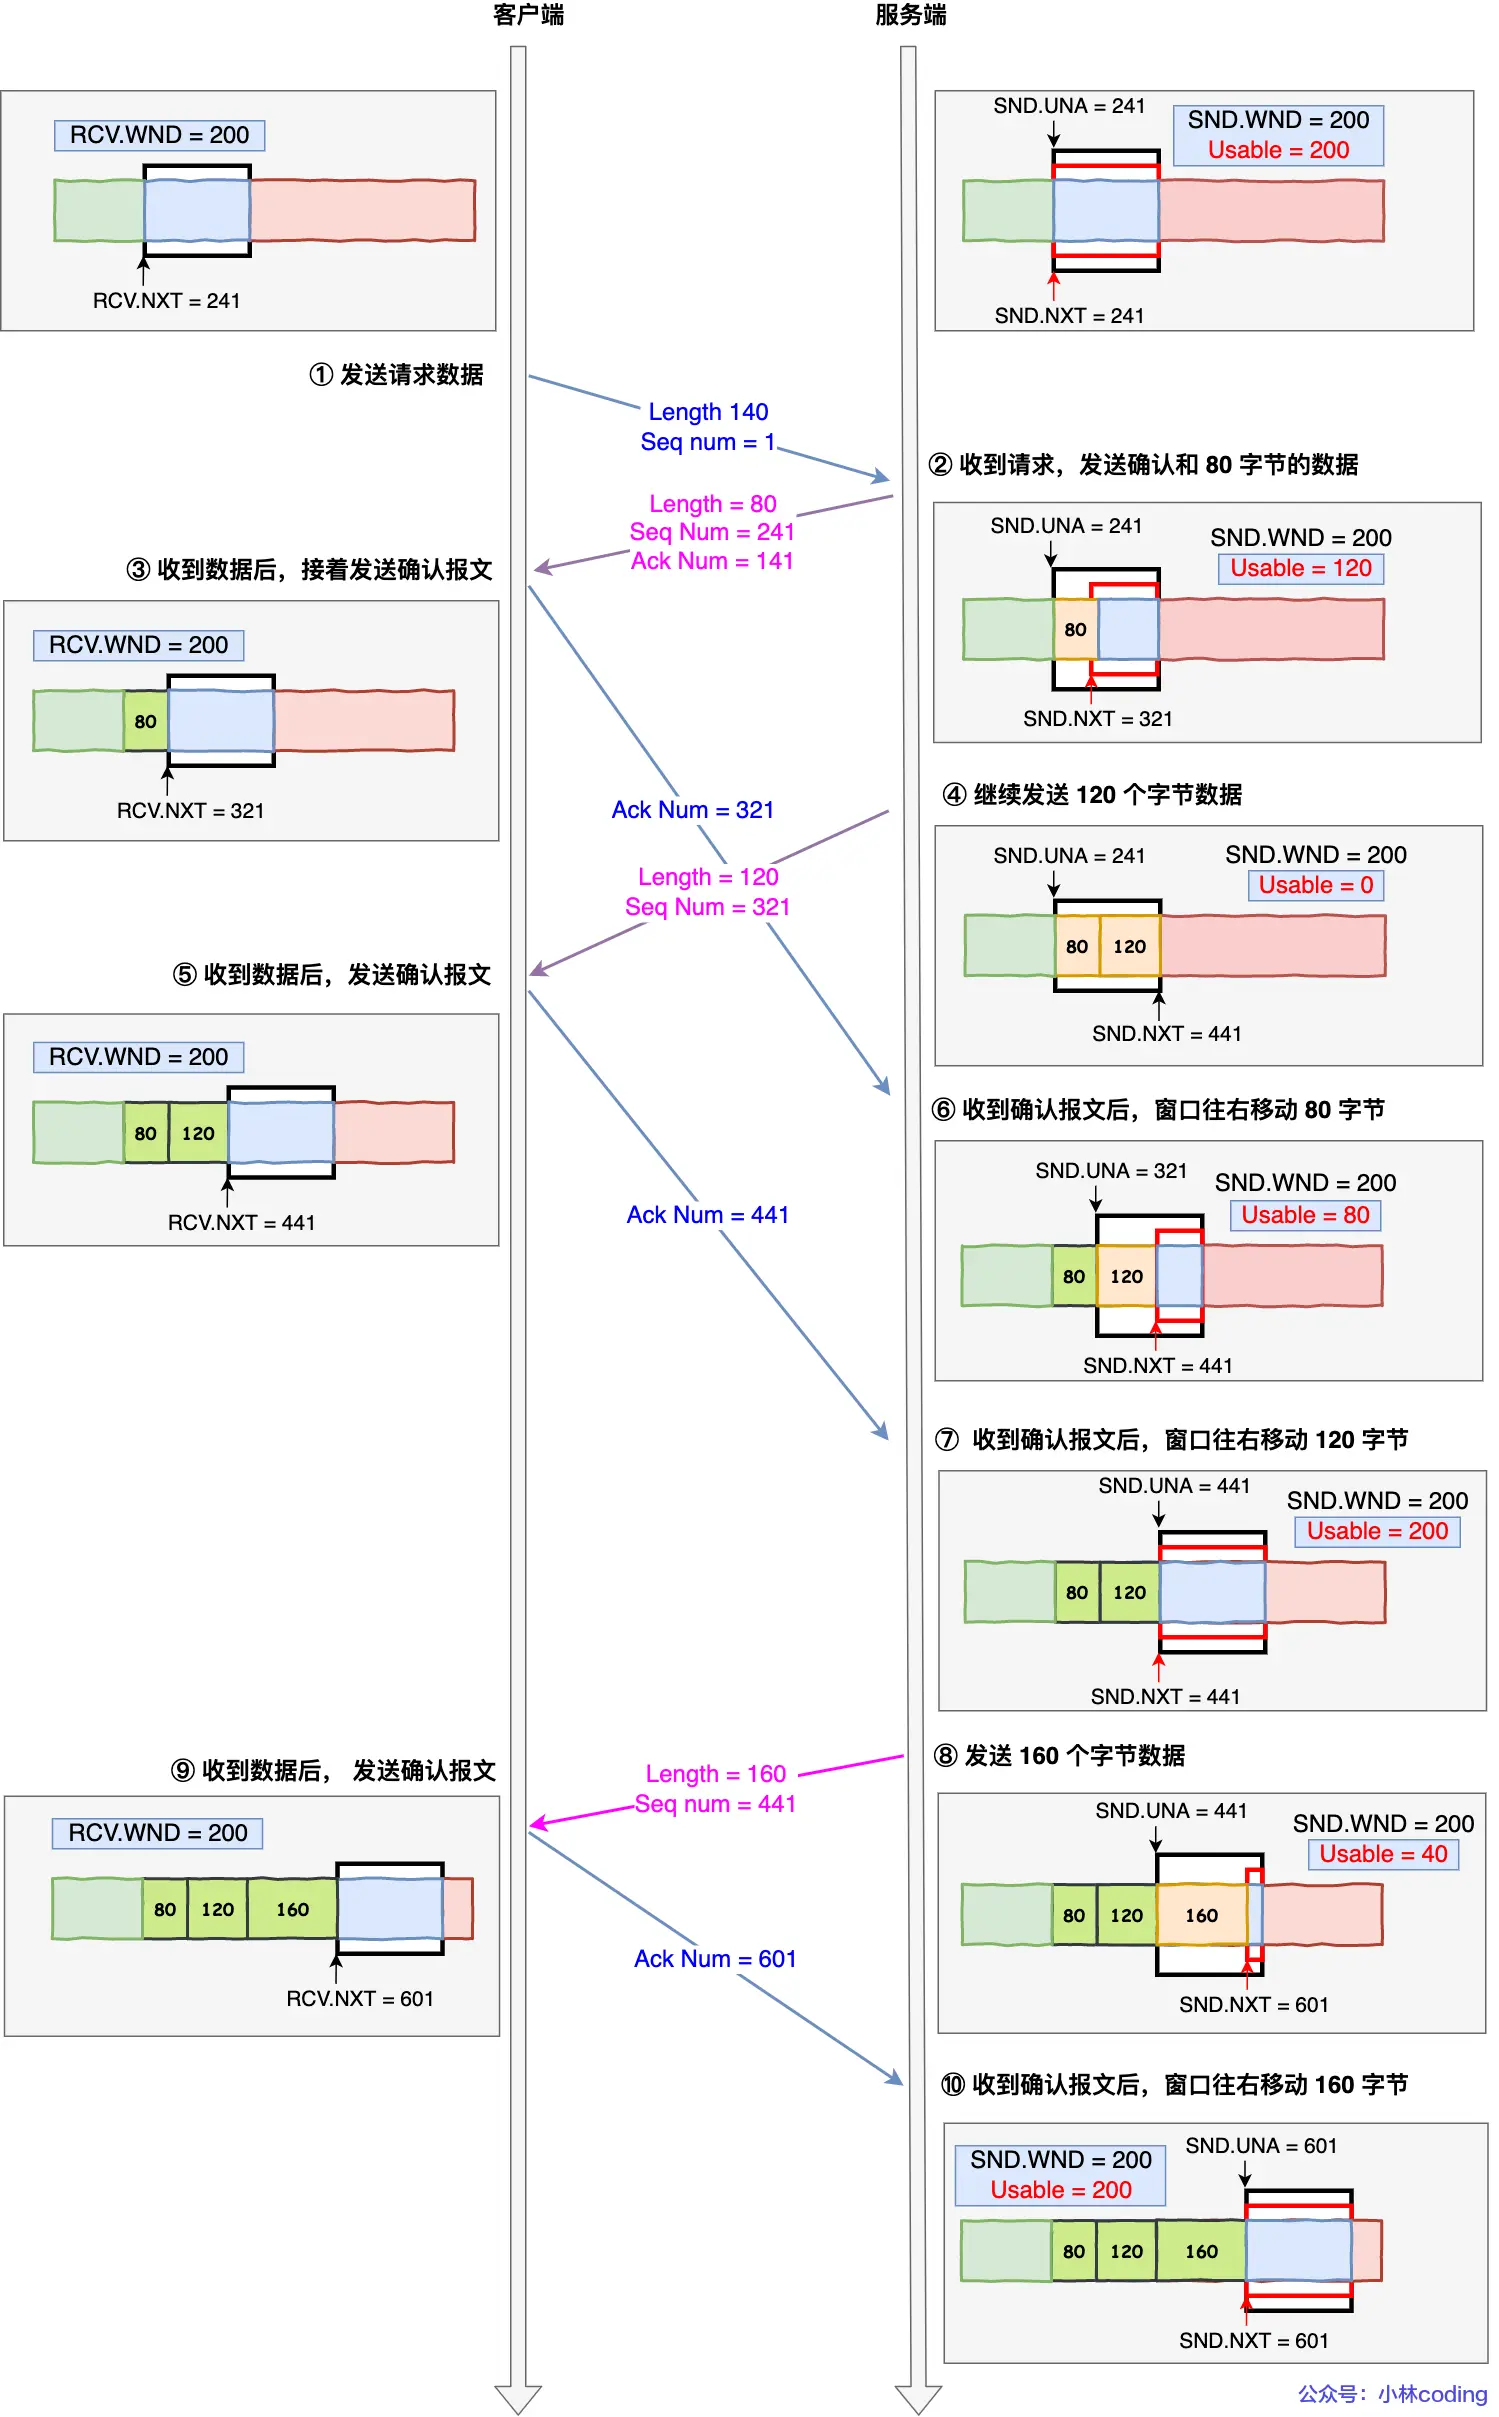 客户端
服务端
RCV.WND = 200
RCV.NXT = 241
SND.UNA = 241
SND.WND = 200
Usable = 200
SND.NXT = 241
① 发送请求数据
Length 140
Seq num = 1
② 收到请求，发送确认和 80 字节的数据
Length = 80
Seq Num = 241
Ack Num = 141
SND.UNA = 241
SND.WND = 200
Usable = 120
80
SND.NXT = 321
③ 收到数据后，接着发送确认报文
RCV.WND = 200
80
RCV.NXT = 321
Ack Num = 321
④ 继续发送 120 个字节数据
SND.UNA = 241
SND.WND = 200
Usable = 0
80 120
SND.NXT = 441
Length = 120
Seq Num = 321
⑤ 收到数据后，发送确认报文
RCV.WND = 200
80 120
RCV.NXT = 441
Ack Num = 441
⑥ 收到确认报文后，窗口往右移动 80 字节
SND.UNA = 321
SND.WND = 200
Usable = 80
80 120
SND.NXT = 441
⑦ 收到确认报文后，窗口往右移动 120 字节
SND.UNA = 441
SND.WND = 200
Usable = 200
80 120
SND.NXT = 441
⑧ 发送 160 个字节数据
Length = 160
Seq num = 441
SND.UNA = 441
SND.WND = 200
Usable = 40
80 120 160
SND.NXT = 601
⑨ 收到数据后， 发送确认报文
RCV.WND = 200
80 120 160
RCV.NXT = 601
Ack Num = 601
⑩ 收到确认报文后，窗口往右移动 160 字节
SND.WND = 200
Usable = 200
SND.UNA = 601
80 120 160
SND.NXT = 601
公众号：小林coding